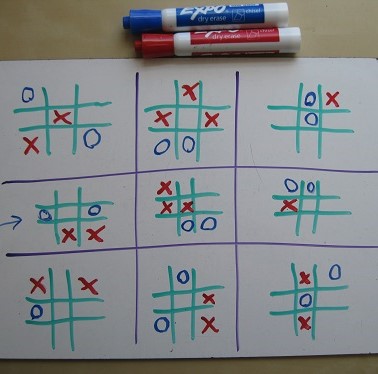 EXPO dry erase
EXPO dry erase
O X O X
X X X O
X O O O
X O O
O O X X X
X X O O
X X O X O
O X O
O X X